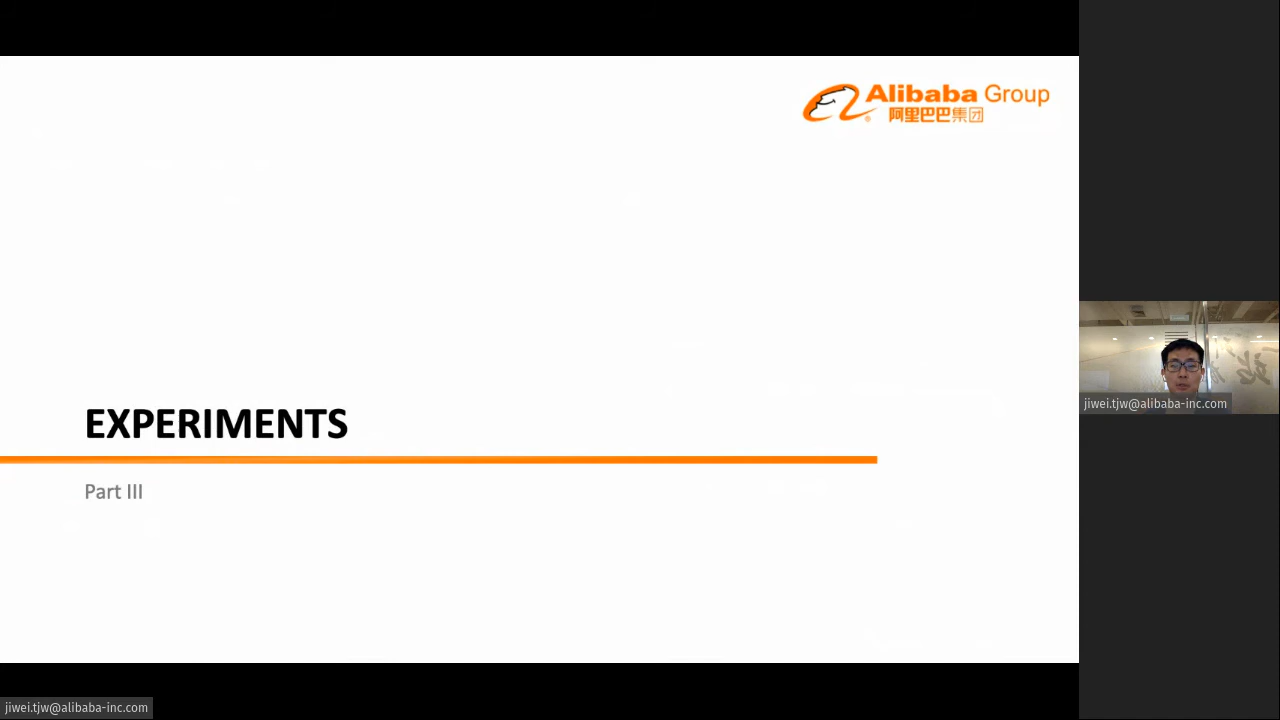 Alibaba Group
阿里巴巴集团
EXPERIMENTS
Part III
jiwei.tjw@alibaba-inc.com
jiwei.tjw@alibaba-inc.com